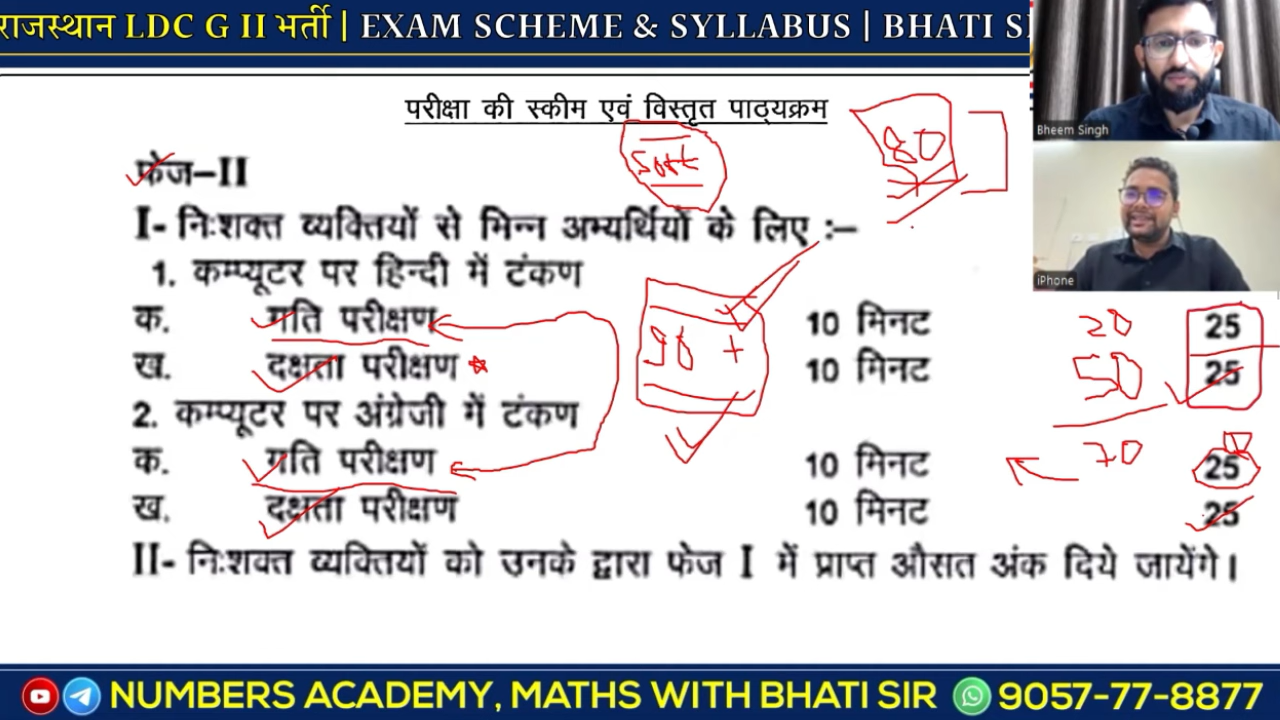 राजस्थान LDC G II भर्ती | EXAM SCHEME & SYLLABUS | BHATI
Bheem Singh
iPhone
परीक्षा की स्कीम एवं विस्तृत पाठ्यक्रम
80
फेज–II
I- निःशक्त व्यक्तियों से भिन्न अभ्यर्थियों के लिए :–
1. कम्प्यूटर पर हिन्दी में टंकण
क. गति परीक्षण 10 मिनट 20 25
ख. दक्षता परीक्षण 90 + 10 मिनट 50 25
2. कम्प्यूटर पर अंग्रेजी में टंकण
क. गति परीक्षण 10 मिनट 70 25
ख. दक्षता परीक्षण 10 मिनट 25
II- निःशक्त व्यक्तियों को उनके द्वारा फेज I में प्राप्त औसत अंक दिये जायेंगे।
NUMBERS ACADEMY, MATHS WITH BHATI SIR 9057-77-8877